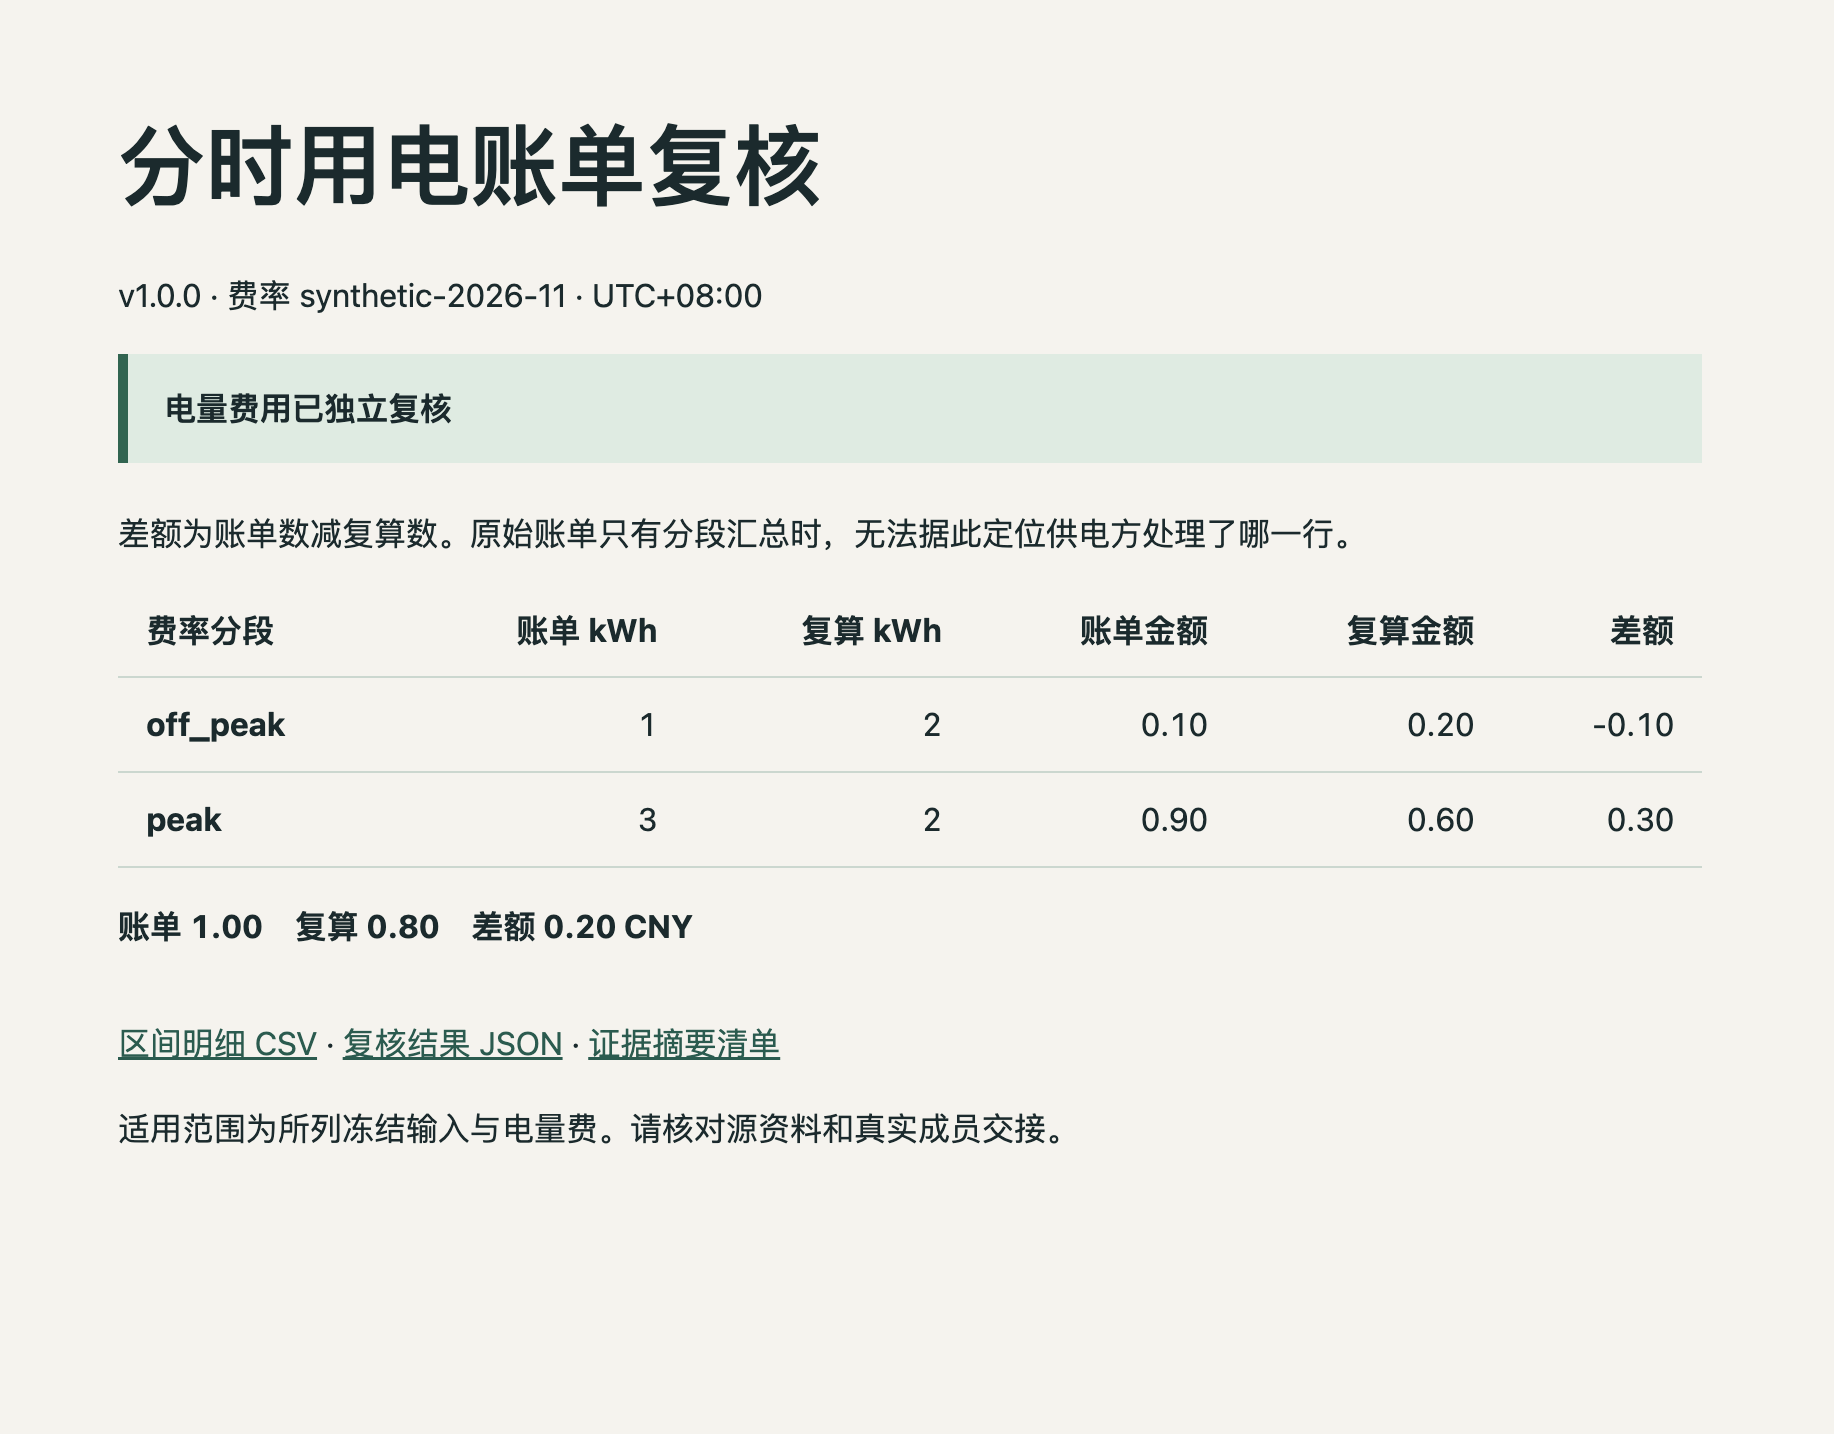 分时用电账单复核
v1.0.0 · 费率 synthetic-2026-11 · UTC+08:00
电量费用已独立复核
差额为账单数减复算数。原始账单只有分段汇总时，无法据此定位供电方处理了哪一行。
费率分段 账单 kWh 复算 kWh 账单金额 复算金额 差额
off_peak 1 2 0.10 0.20 -0.10
peak 3 2 0.90 0.60 0.30
账单 1.00 复算 0.80 差额 0.20 CNY
区间明细 CSV · 复核结果 JSON · 证据摘要清单
适用范围为所列冻结输入与电量费。请核对源资料和真实成员交接。